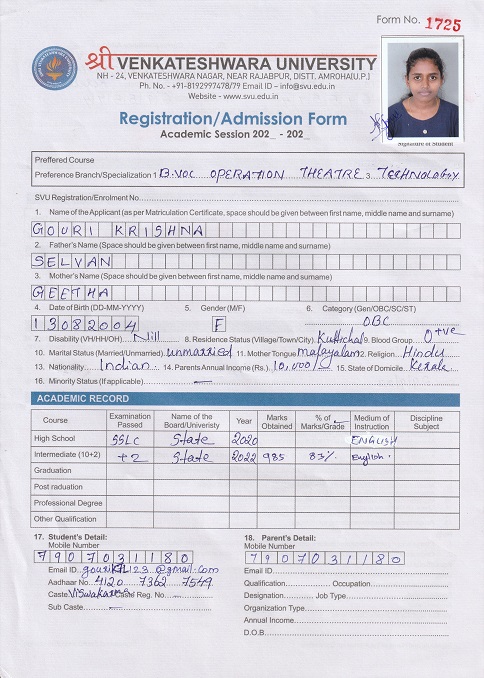 Form No. 1725
श्री VENKATESHWARA UNIVERSITY
NH - 24, VENKATESHWARA NAGAR, NEAR RAJABPUR, DISTT. AMROHA(U.P.)
Ph. No. - +91-8192997478/79 Email ID - info@svu.edu.in
Website - www.svu.edu.in
Registration/Admission Form
Academic Session 202_ - 202_
Signature of Student
Preffered Course
Preference Branch/Specialization 1 B.VOC OPERATION THEATRE 3 TECHNOLOGY
SVU Registration/Enrolment No
1. Name of the Applicant (as per Matriculation Certificate, space should be given between first name, middle name and surname)
GOURI KRISHNA
2. Father's Name (Space should be given between first name, middle name and surname)
SELVAN
3. Mother's Name (Space should be given between first name, middle name and surname)
GEETHA
4. Date of Birth (DD-MM-YYYY) 5. Gender (M/F) 6. Category (Gen/OBC/SC/ST)
13082004 F OBC
7. Disability (VH/HH/OH) Nill 8. Residence Status (Village/Town/City) Kuttichal 9. Blood Group O+ve
10. Marital Status (Married/Unmarried) unmarried 11. Mother Tongue malayalam 12. Religion Hindu
13. Nationality Indian 14. Parents Annual Income (Rs.) 15. State of Domicile Kerala
16. Minority Status (If applicable)
ACADEMIC RECORD
Course Examination Passed Name of the Board/Univeristy Year Marks Obtained % of Marks/Grade Medium of Instruction Discipline Subject
High School SSLC State 2020 ENGLISH
Intermediate (10+2) +2 State 2022 985 83% English
Graduation
Post raduation
Professional Degree
Other Qualification
17. Student's Detail: 18. Parent's Detail:
Mobile Number Mobile Number
7907031180 7907031180
Email ID @gmail.com Email ID
Aadhaar No. 4120 7362 7549 Qualification Occupation
Caste Viswakarma Caste Reg. No. Designation Job Type
Sub Caste Organization Type
Annual Income
D.O.B.